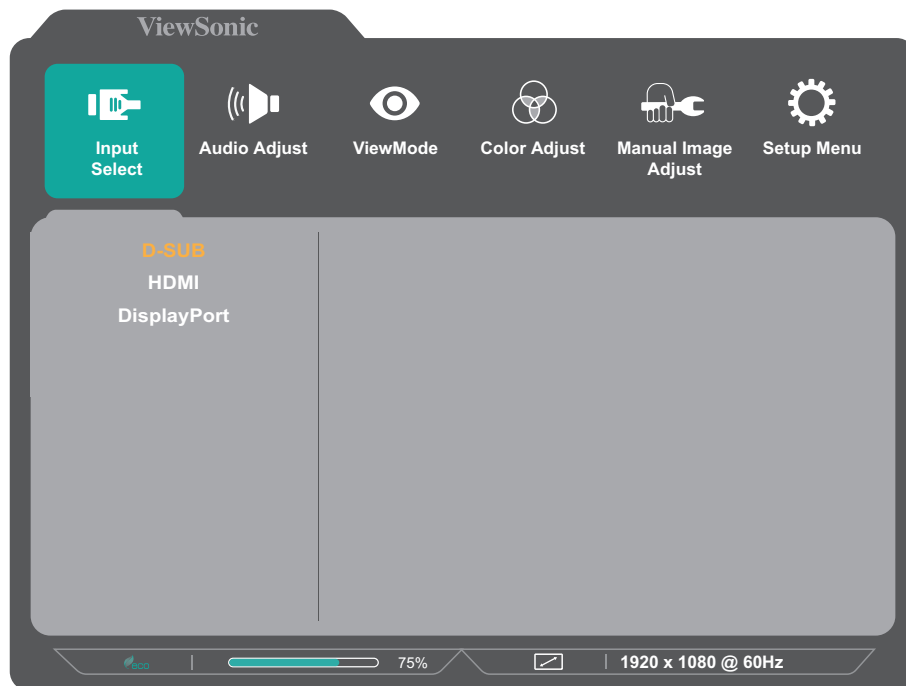 ViewSonic
Input
Select
Audio Adjust
ViewMode
Color Adjust
Manual Image
Adjust
Setup Menu
D-SUB
HDMI
DisplayPort
ECO
75%
1920 x 1080 @ 60Hz